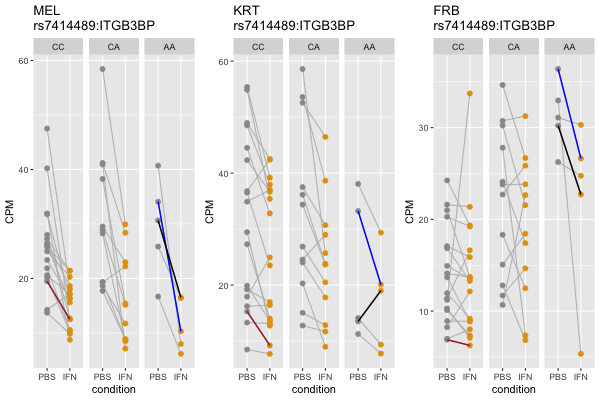 MEL
rs7414489:ITGB3BP
CC CA AA
60
40
20
CPM
PBS IFN PBS IFN PBS IFN
condition
KRT
rs7414489:ITGB3BP
CC CA AA
60
40
20
CPM
PBS IFN PBS IFN PBS IFN
condition
FRB
rs7414489:ITGB3BP
CC CA AA
30
20
10
CPM
PBS IFN PBS IFN PBS IFN
condition